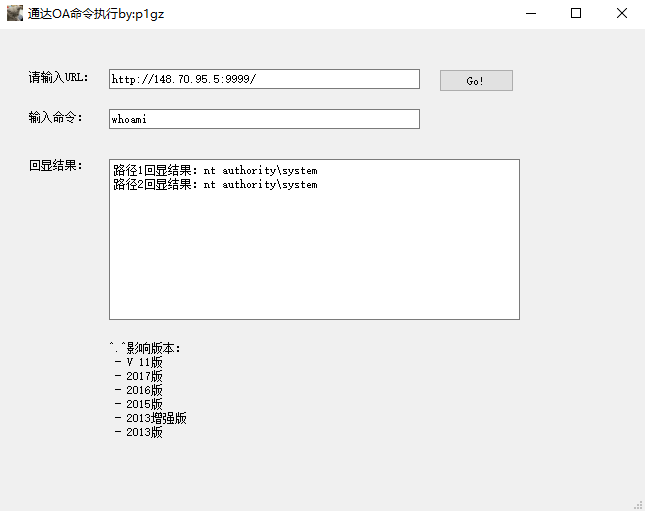 通达OA命令执行by:p1gz
请输入URL:
http://148.70.95.5:9999/
Go!
输入命令:
whoami
回显结果:
路径1回显结果: nt authority\system
路径2回显结果: nt authority\system
^.^影响版本:
- V 11版
- 2017版
- 2016版
- 2015版
- 2013增强版
- 2013版